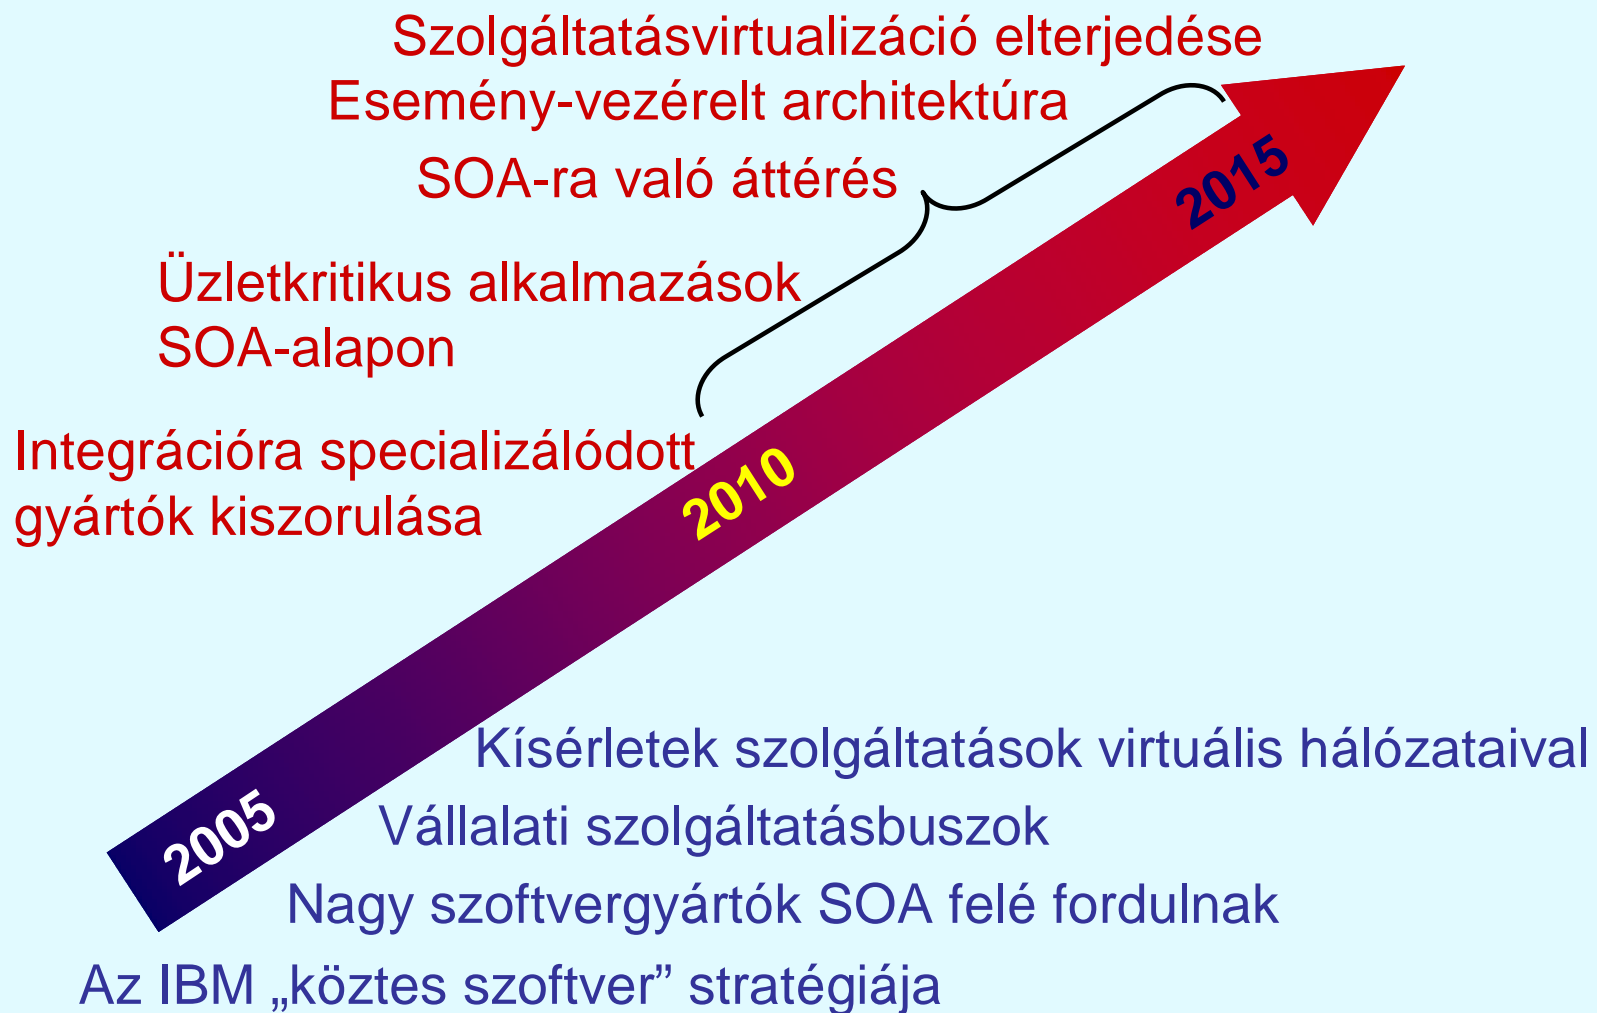 Szolgáltatásvirtualizáció elterjedése
Esemény-vezérelt architektúra
SOA-ra való áttérés
2015
Üzletkritikus alkalmazások
SOA-alapon
Integrációra specializálódott
gyártók kiszorulása
2010
Kísérletek szolgáltatások virtuális hálózataival
2005
Vállalati szolgáltatásbuszok
Nagy szoftvergyártók SOA felé fordulnak
Az IBM „köztes szoftver” stratégiája